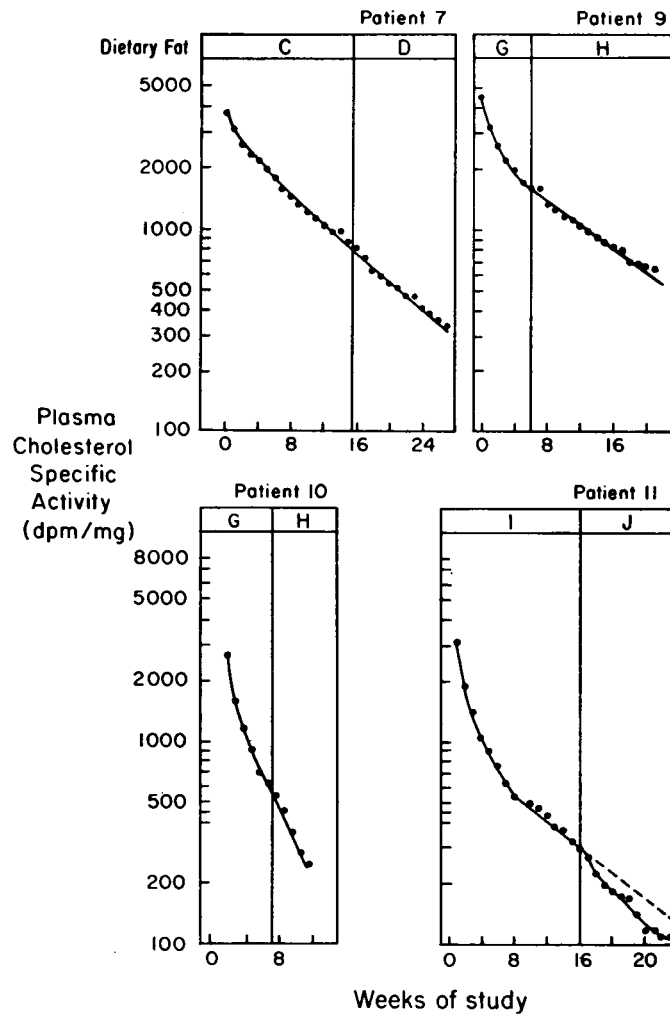 Patient 7
Patient 9
Dietary Fat
C
D
G
H
5000
2000
1000
500
400
300
200
100
0
8
16
24
0
8
16
Plasma
Cholesterol
Specific
Activity
(dpm/mg)
Patient 10
Patient 11
G
H
I
J
8000
5000
2000
1000
500
200
100
0
8
0
8
16
20
Weeks of study